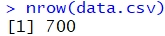 > nrow(data.csv)
[1] 700